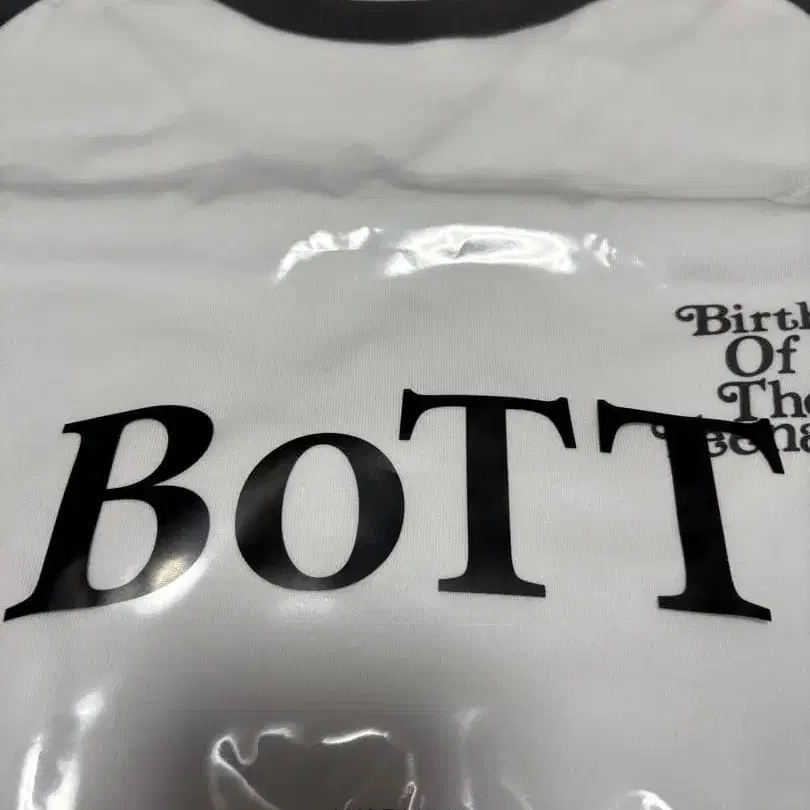 Birth
Of
The
BoTT